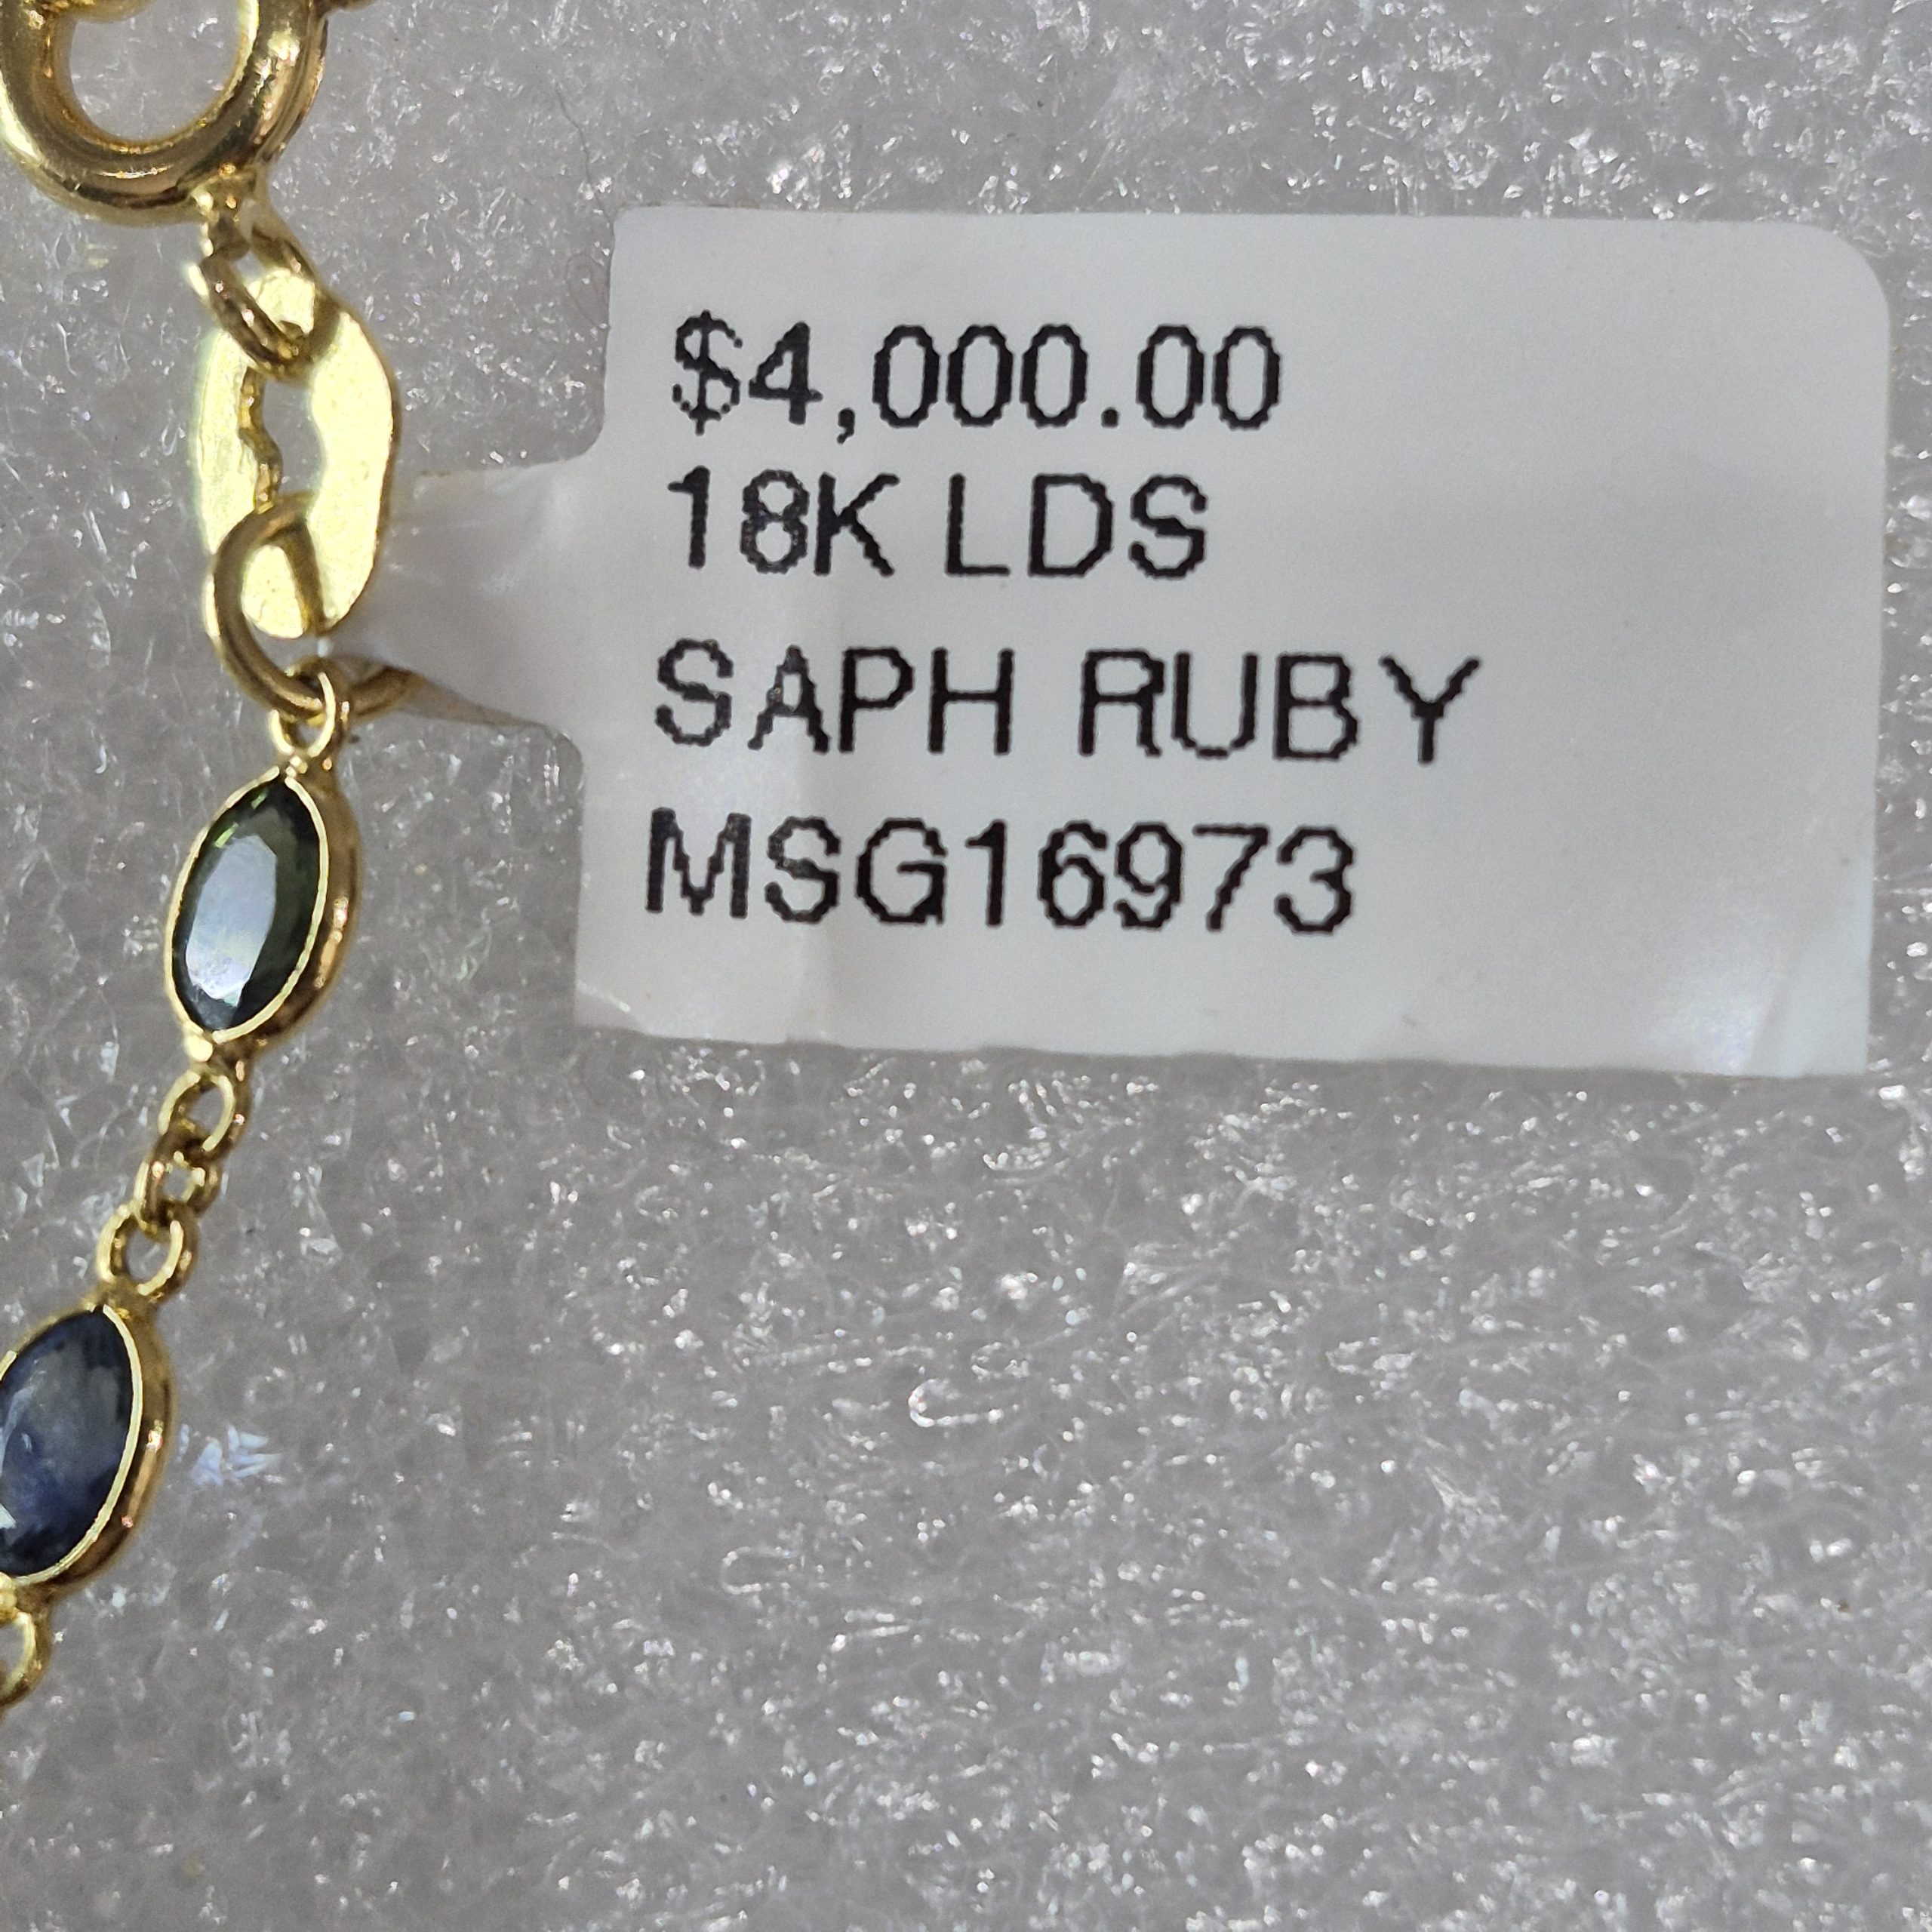 $4,000.00
18K LDS
SAPH RUBY
MSG16973